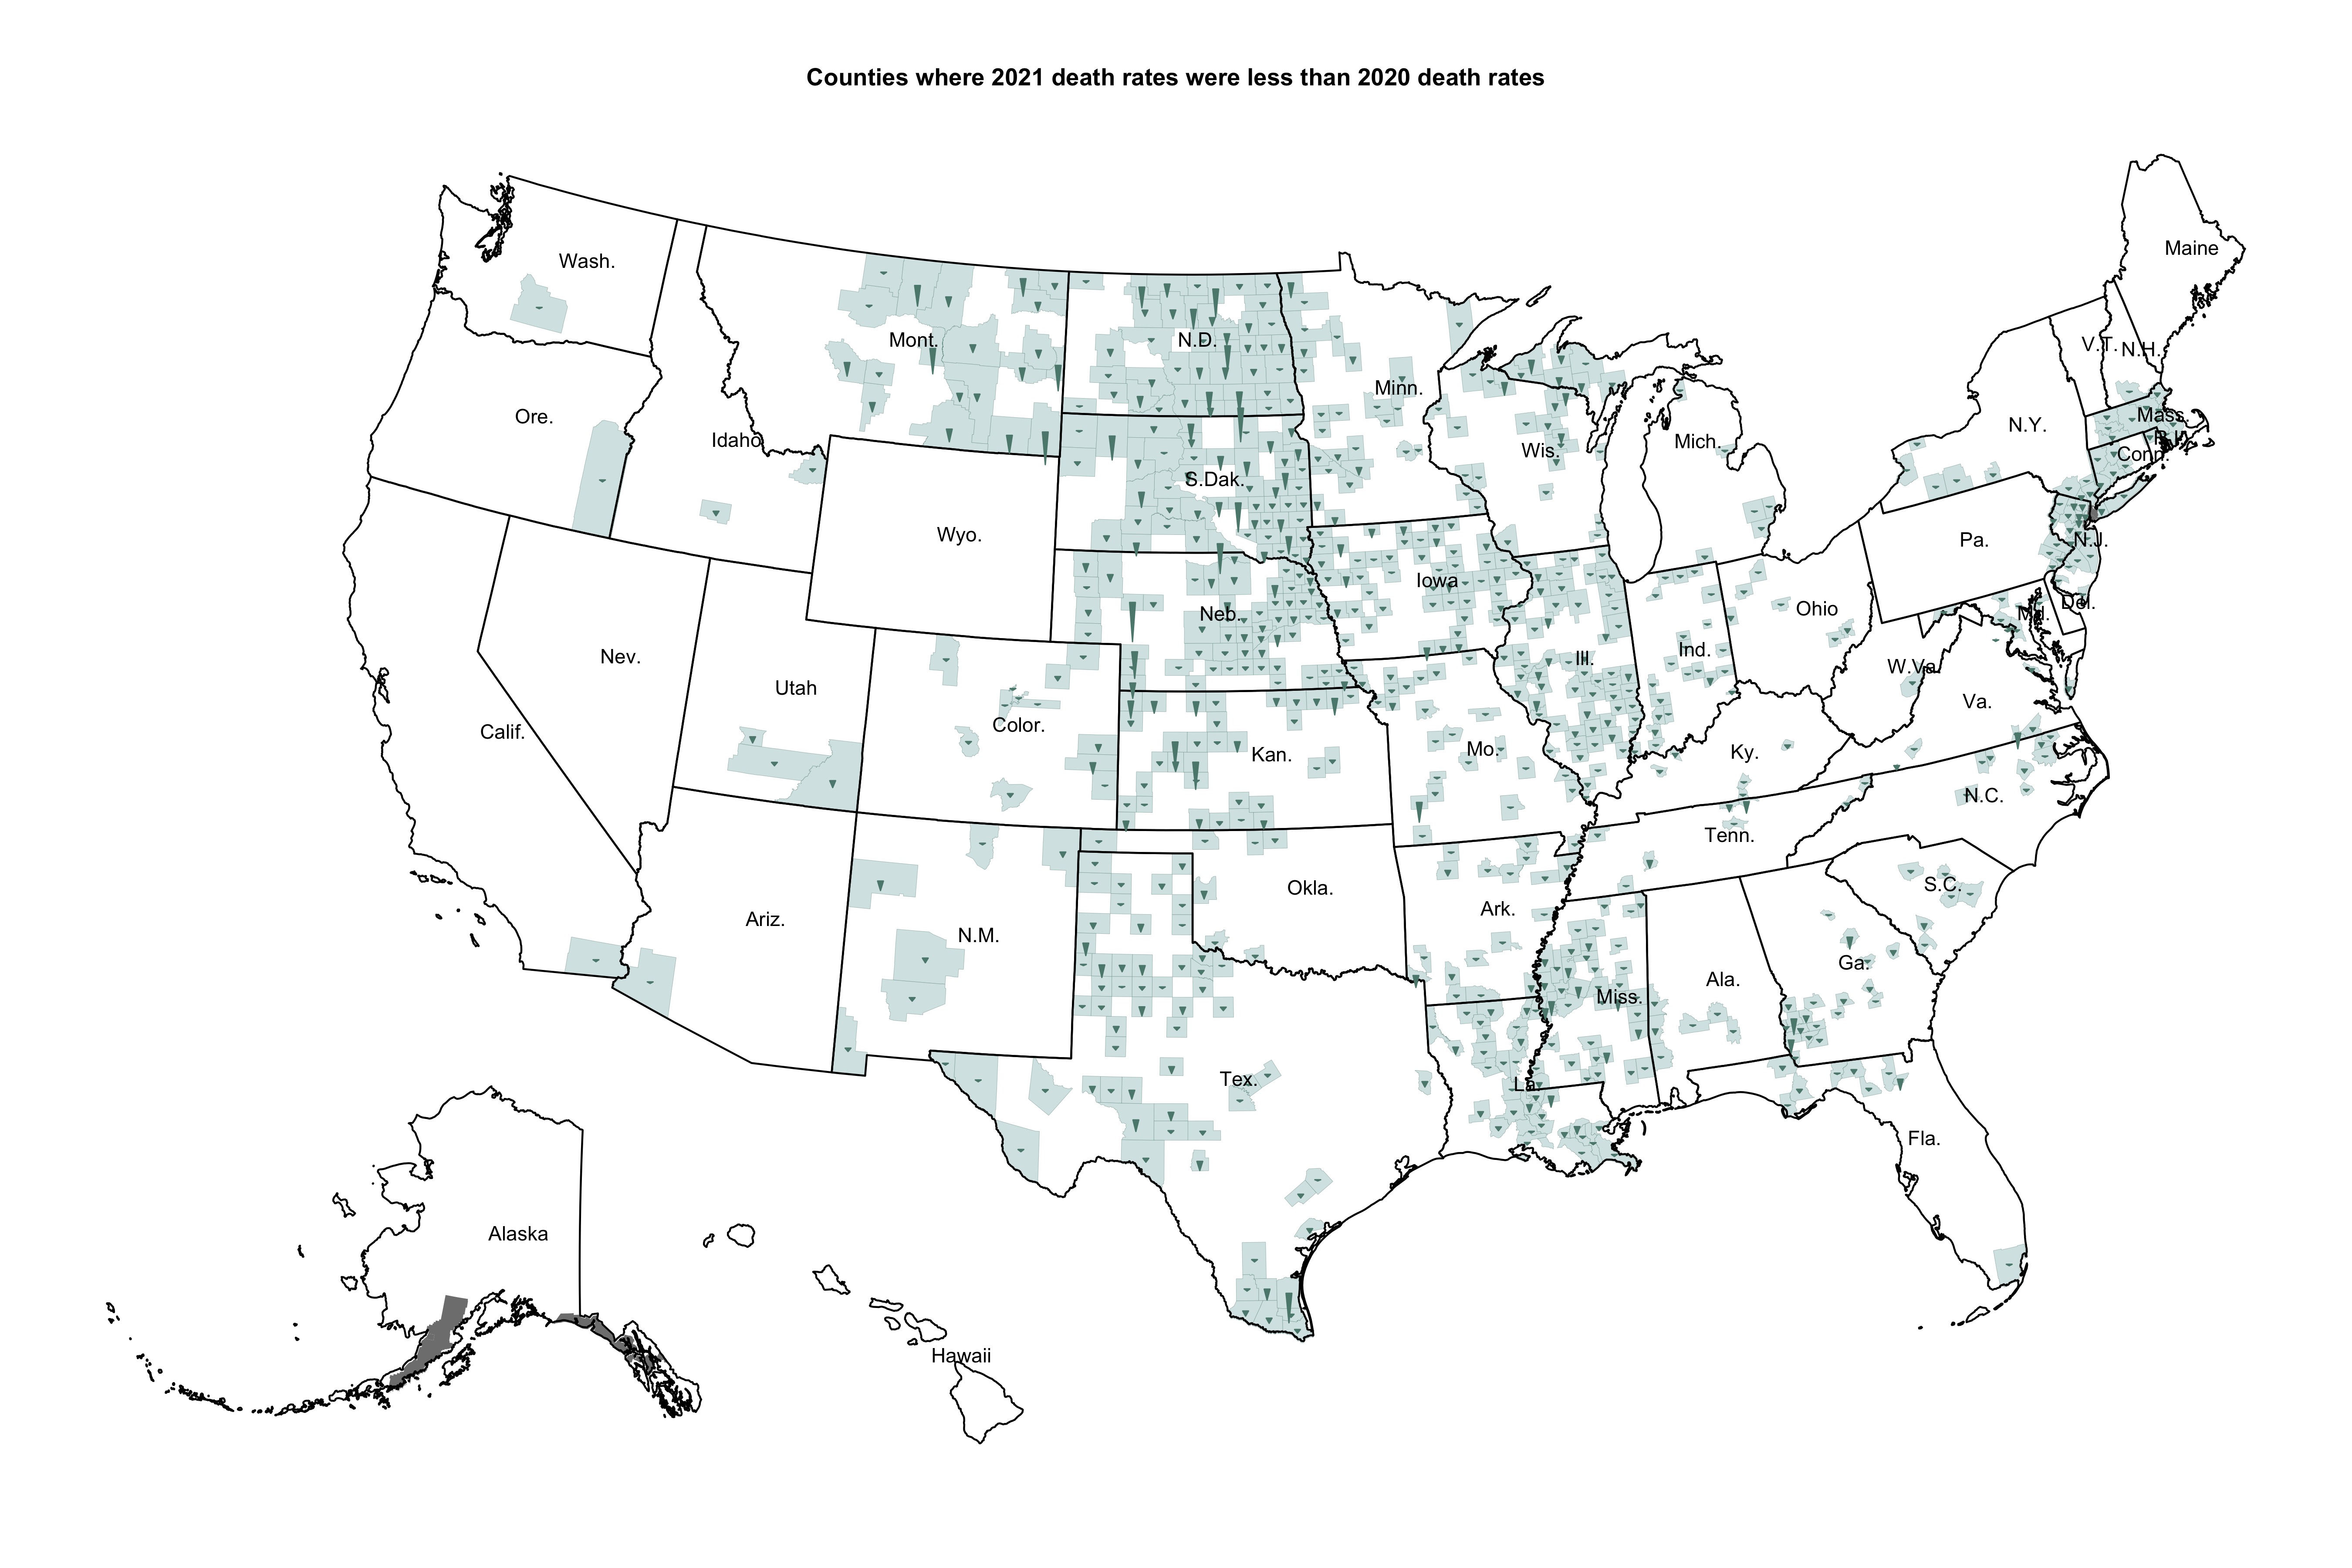 Counties where 2021 death rates were less than 2020 death rates
Maine
Wash.
Mont.
N.D.
V.T.
N.H.
Minn.
Ore.
Idaho
Mass.
N.Y.
R.I.
Mich.
Wis.
Conn.
S.Dak.
Wyo.
Pa.
N.J.
Iowa
Del.
Ohio
Md.
Neb.
Ind.
Nev.
Ill.
W.Va.
Utah
Va.
Color.
Calif.
Mo.
Ky.
Kan.
N.C.
Tenn.
S.C.
Okla.
Ark.
Ariz.
N.M.
Ga.
Ala.
Miss.
Tex.
La.
Fla.
Alaska
Hawaii